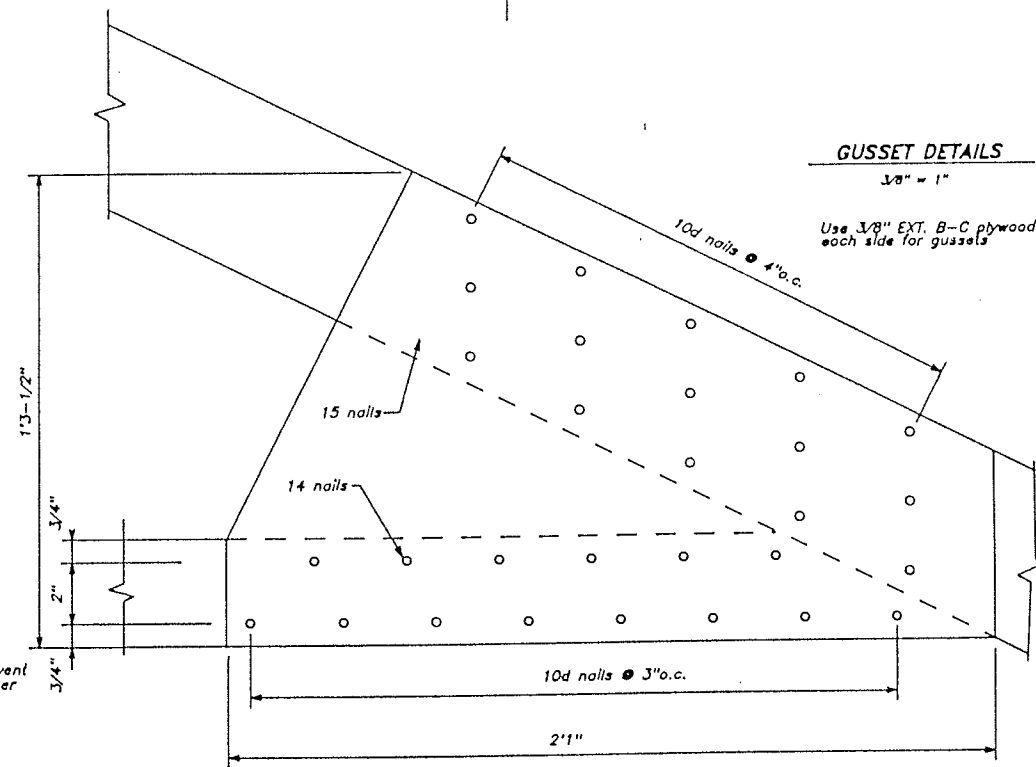 GUSSET DETAILS
3/8" = 1"
Use 3/8" EXT. B-C plywood
each side for gussets
10d nails @ 4"o.c.
1'3-1/2"
15 nails
14 nails
3/4"
2"
3/4"
10d nails @ 3"o.c.
2'1"